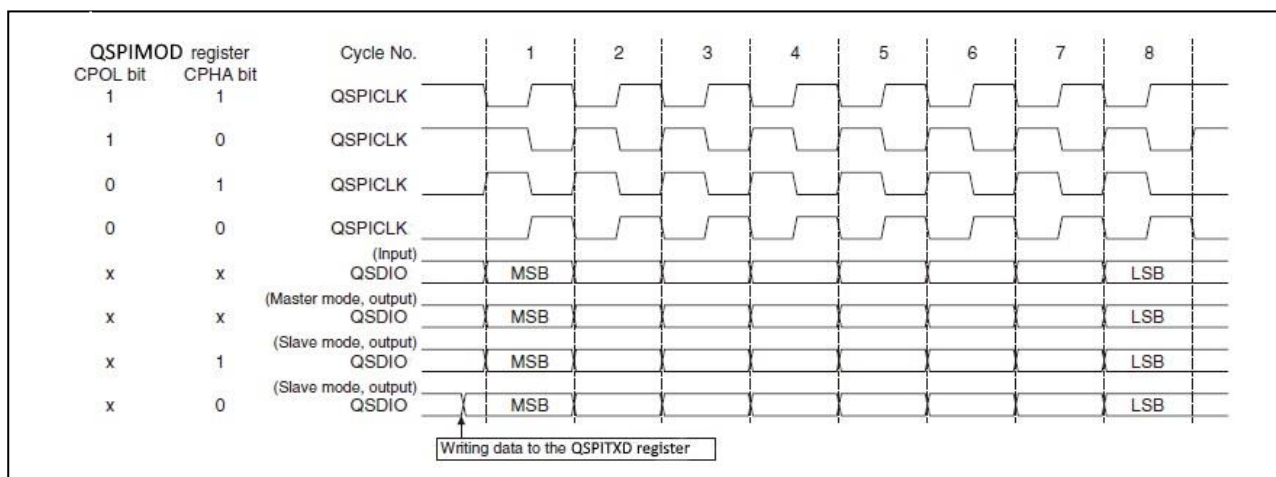 QSPIMOD register Cycle No. 1 2 3 4 5 6 7 8
CPOL bit CPHA bit
1 1 QSPICLK
1 0 QSPICLK
0 1 QSPICLK
0 0 QSPICLK
(Input)
x x QSDIO MSB LSB
(Master mode, output)
x x QSDIO MSB LSB
(Slave mode, output)
x 1 QSDIO MSB LSB
(Slave mode, output)
x 0 QSDIO MSB LSB
Writing data to the QSPITXD register